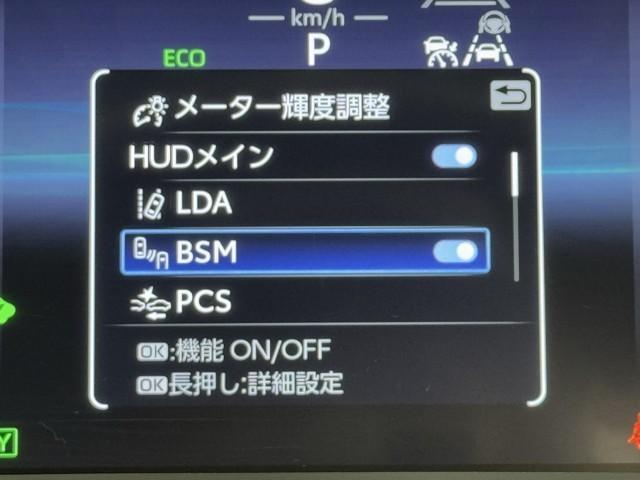 km/h
ECO
P
メーター輝度調整
HUDメイン
LDA
BSM
PCS
OK:機能 ON/OFF
OK長押し:詳細設定
Y